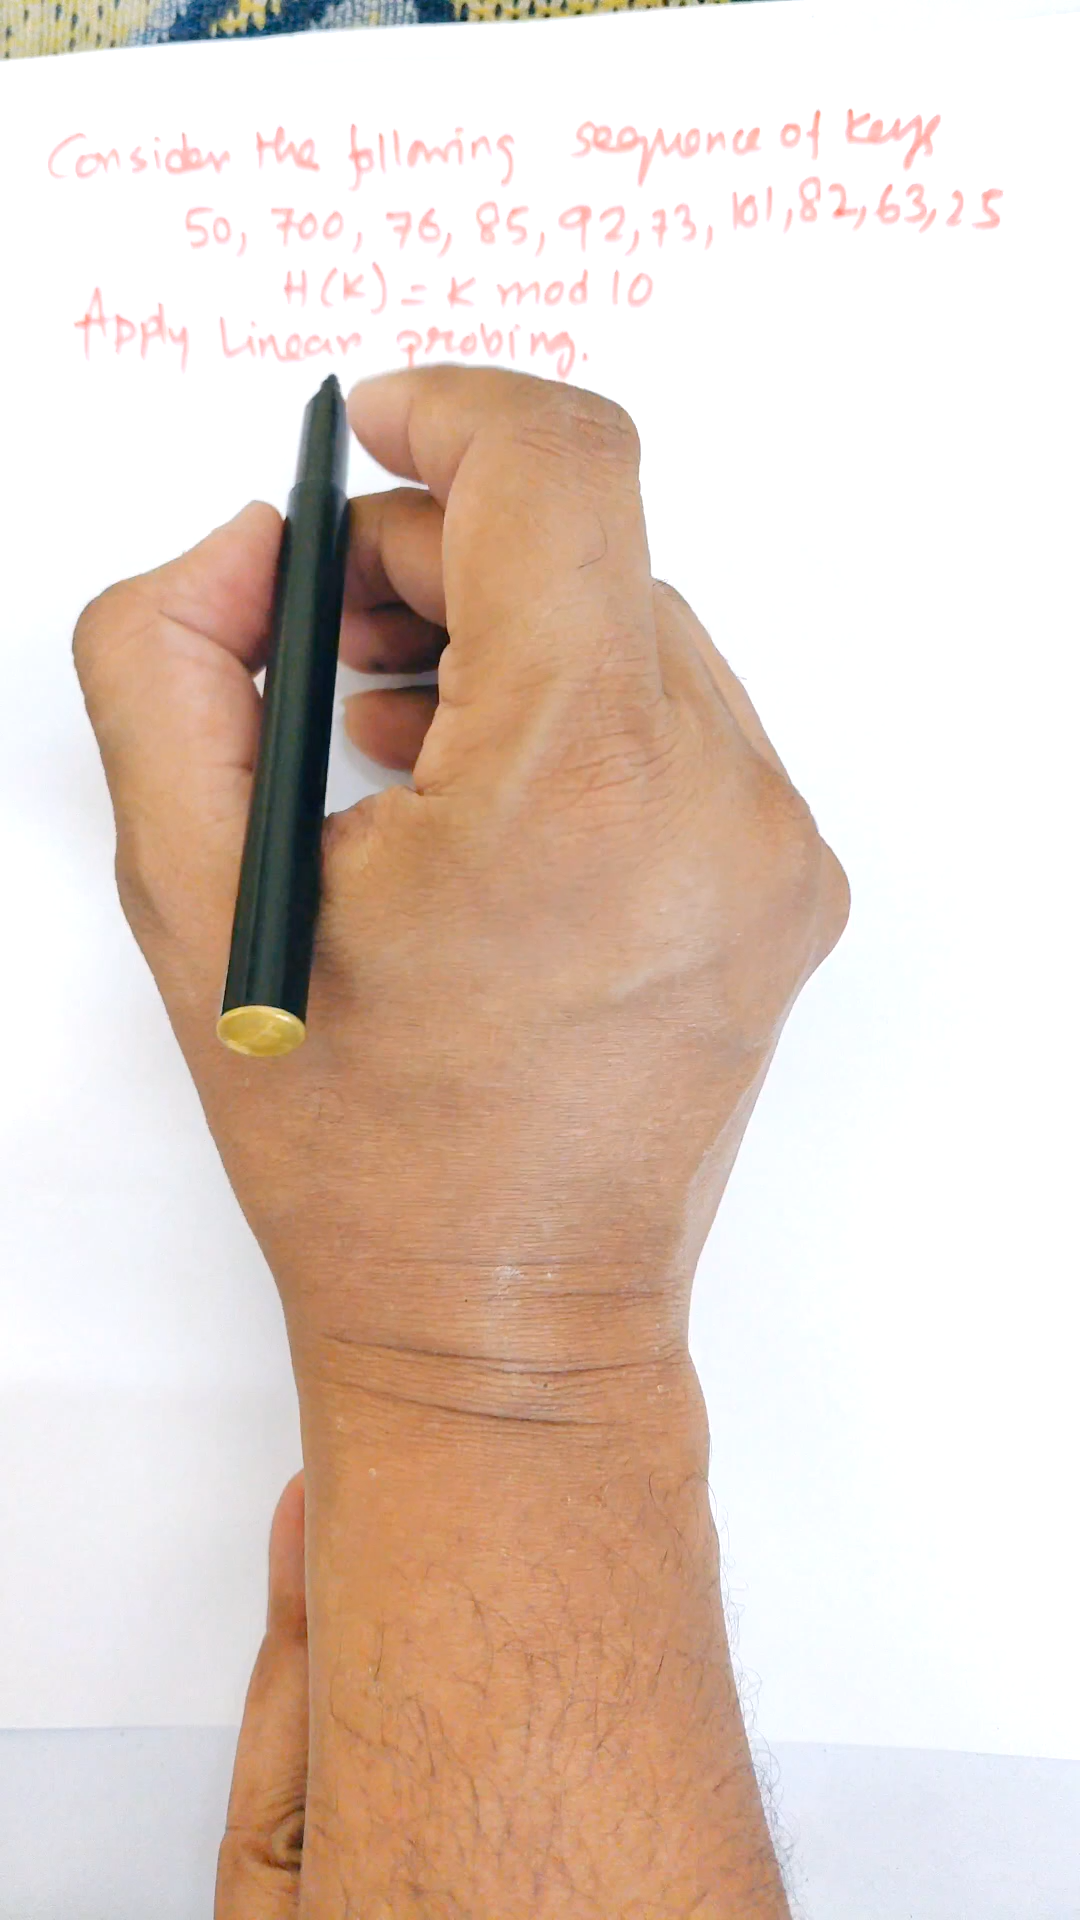 Consider the following sequence of keys
50, 700, 76, 85, 92, 73, 101, 82, 63, 25
H(K) = K mod 10
Apply Linear probing.